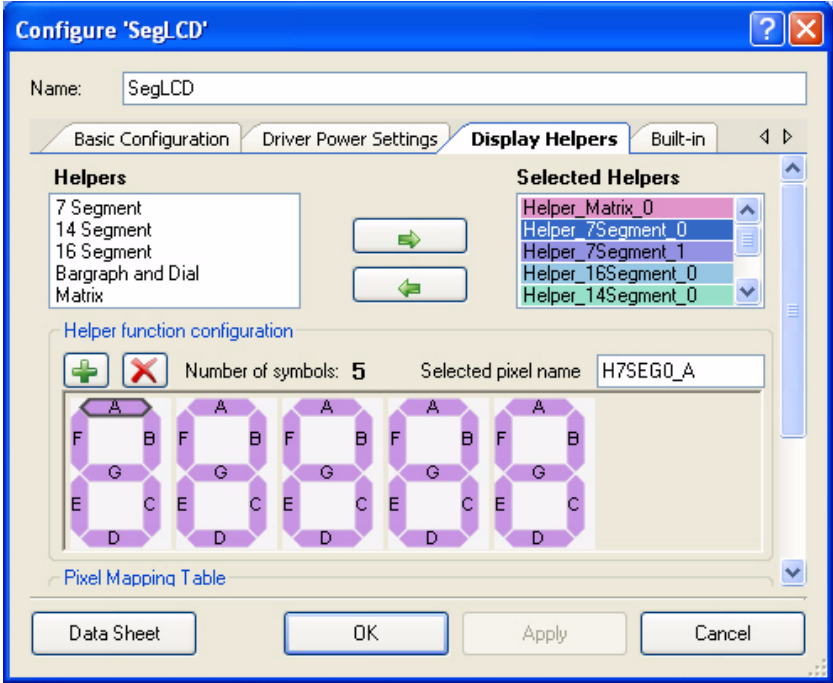 Configure 'SegLCD'
Name: SegLCD
Basic Configuration Driver Power Settings Display Helpers Built-in
Helpers
7 Segment
14 Segment
16 Segment
Bargraph and Dial
Matrix
Selected Helpers
Helper_Matrix_0
Helper_7Segment_0
Helper_7Segment_1
Helper_16Segment_0
Helper_14Segment_0
Helper function configuration
Number of symbols: 5 Selected pixel name H7SEG0_A
A A A A A
F B F B F B F B F B
G G G G G
E C E C E C E C E C
D D D D D
Pixel Mapping Table
Data Sheet OK Apply Cancel